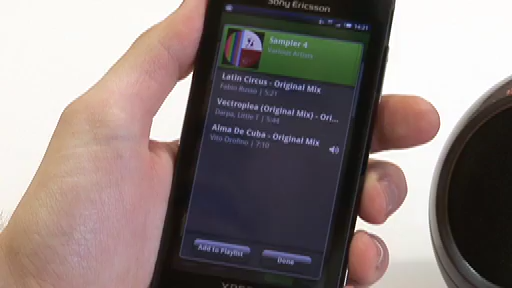 Sony Ericsson
14:21
Sampler 4
Various Artists
Latin Circus - Original Mix
Fabio Russo | 5:21
Vectroplea (Original Mix) - Ori...
Darpa, Little T | 5:44
Alma De Cuba - Original Mix
Vito Orofino | 7:10
Add to Playlist
Done